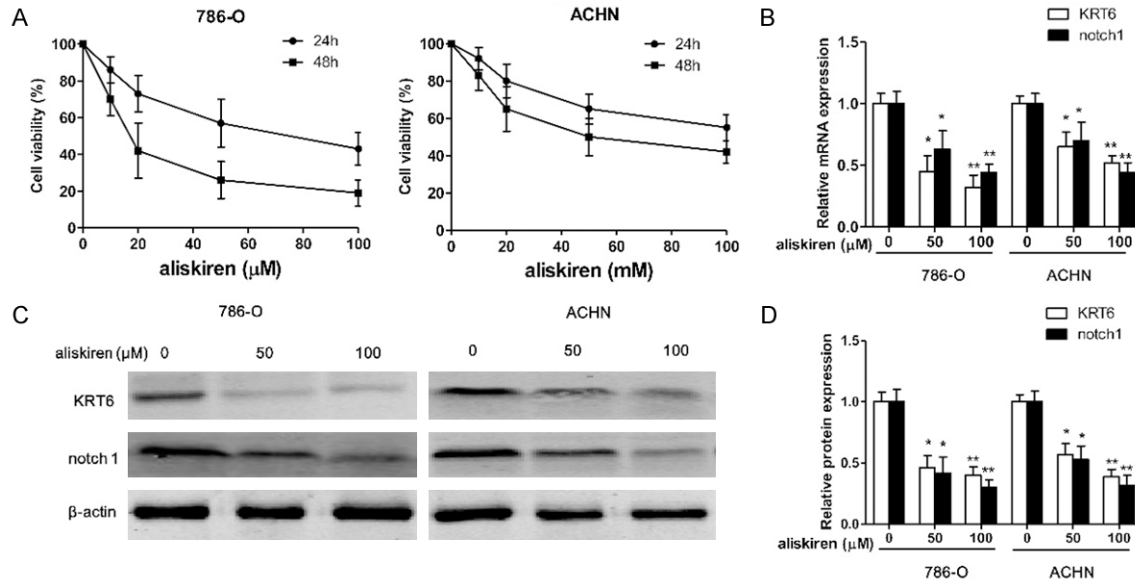 A
786-O
Cell viability (%)
100
80
60
40
20
0
24h
48h
0 20 40 60 80 100
aliskiren (μM)
ACHN
Cell viability (%)
100
80
60
40
20
0
24h
48h
0 20 40 60 80 100
aliskiren (mM)
B
KRT6
notch1
Relative mRNA expression
1.5
1.0
0.5
0.0
* * ** ** * * ** **
aliskiren (μM) 0 50 100 0 50 100
786-O ACHN
C
786-O ACHN
aliskiren (μM) 0 50 100 0 50 100
KRT6
notch 1
β-actin
D
KRT6
notch1
Relative protein expression
1.5
1.0
0.5
0.0
* * ** ** * * ** **
aliskiren (μM) 0 50 100 0 50 100
786-O ACHN